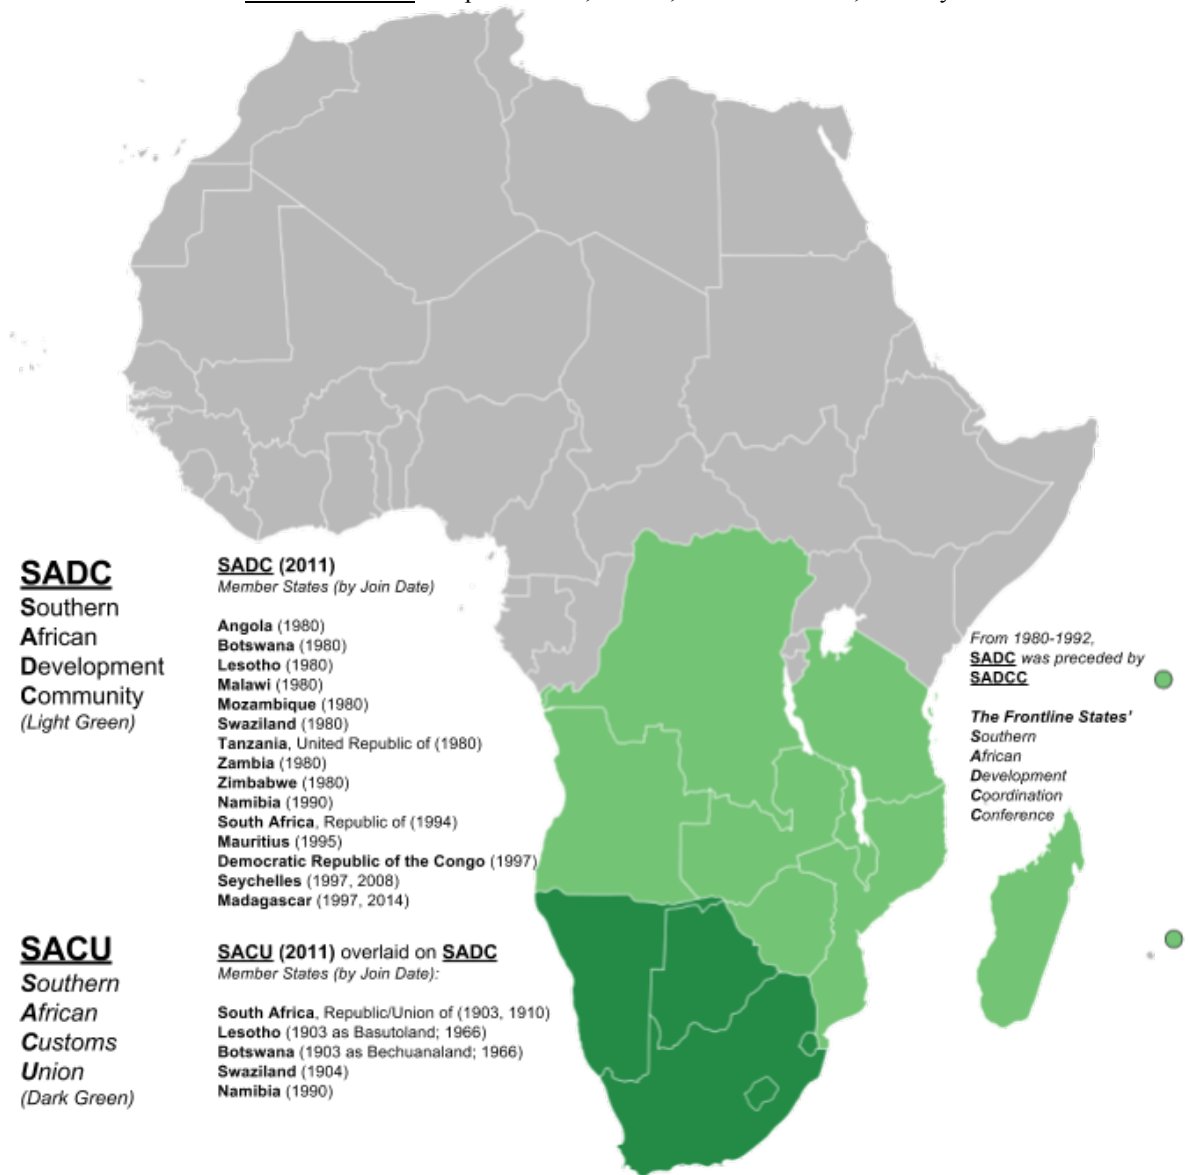 SADC
Southern
African
Development
Community
(Light Green)
SADC (2011)
Member States (by Join Date)
Angola (1980)
Botswana (1980)
Lesotho (1980)
Malawi (1980)
Mozambique (1980)
Swaziland (1980)
Tanzania, United Republic of (1980)
Zambia (1980)
Zimbabwe (1980)
Namibia (1990)
South Africa, Republic of (1994)
Mauritius (1995)
Democratic Republic of the Congo (1997)
Seychelles (1997, 2008)
Madagascar (1997, 2014)
From 1980-1992,
SADC was preceded by
SADCC
The Frontline States'
Southern
African
Development
Coordination
Conference
SACU
Southern
African
Customs
Union
(Dark Green)
SACU (2011) overlaid on SADC
Member States (by Join Date):
South Africa, Republic/Union of (1903, 1910)
Lesotho (1903 as Basutoland; 1966)
Botswana (1903 as Bechuanaland; 1966)
Swaziland (1904)
Namibia (1990)